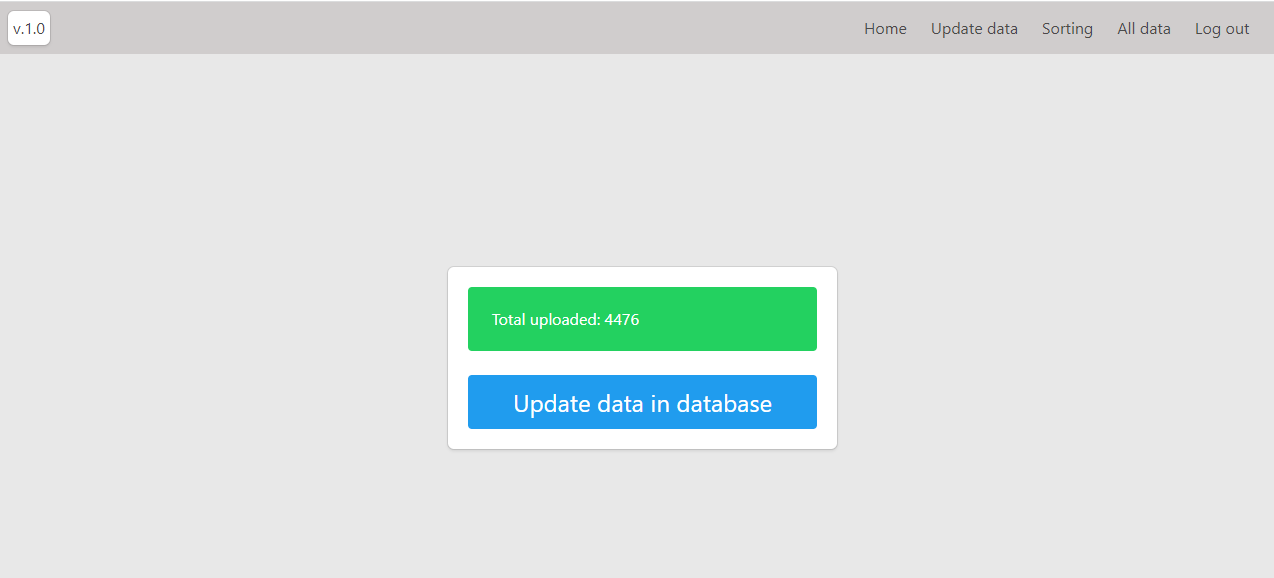 v.1.0
Home Update data Sorting All data Log out
Total uploaded: 4476
Update data in database